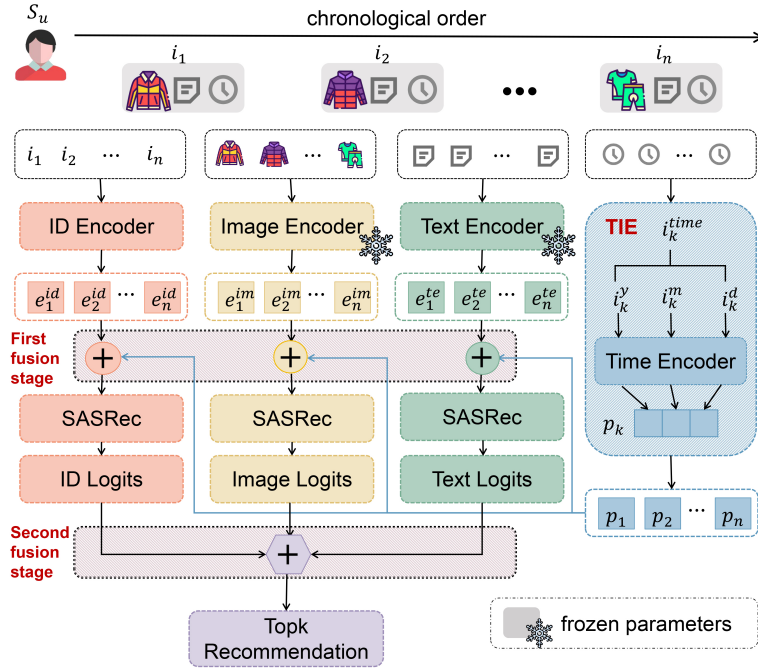 S_u
chronological order
i_1 i_2 ••• i_n
i_1 i_2 ··· i_n
···
···
···
ID Encoder
Image Encoder
Text Encoder
TIE
i_k^{time}
i_k^y i_k^m i_k^d
e_1^{id} e_2^{id} ··· e_n^{id}
e_1^{im} e_2^{im} ··· e_n^{im}
e_1^{te} e_2^{te} ··· e_n^{te}
First
fusion
stage
+ + +
Time Encoder
SASRec
SASRec
SASRec
p_k
ID Logits
Image Logits
Text Logits
p_1 p_2 ··· p_n
Second
fusion
stage
+
Topk
Recommendation
frozen parameters